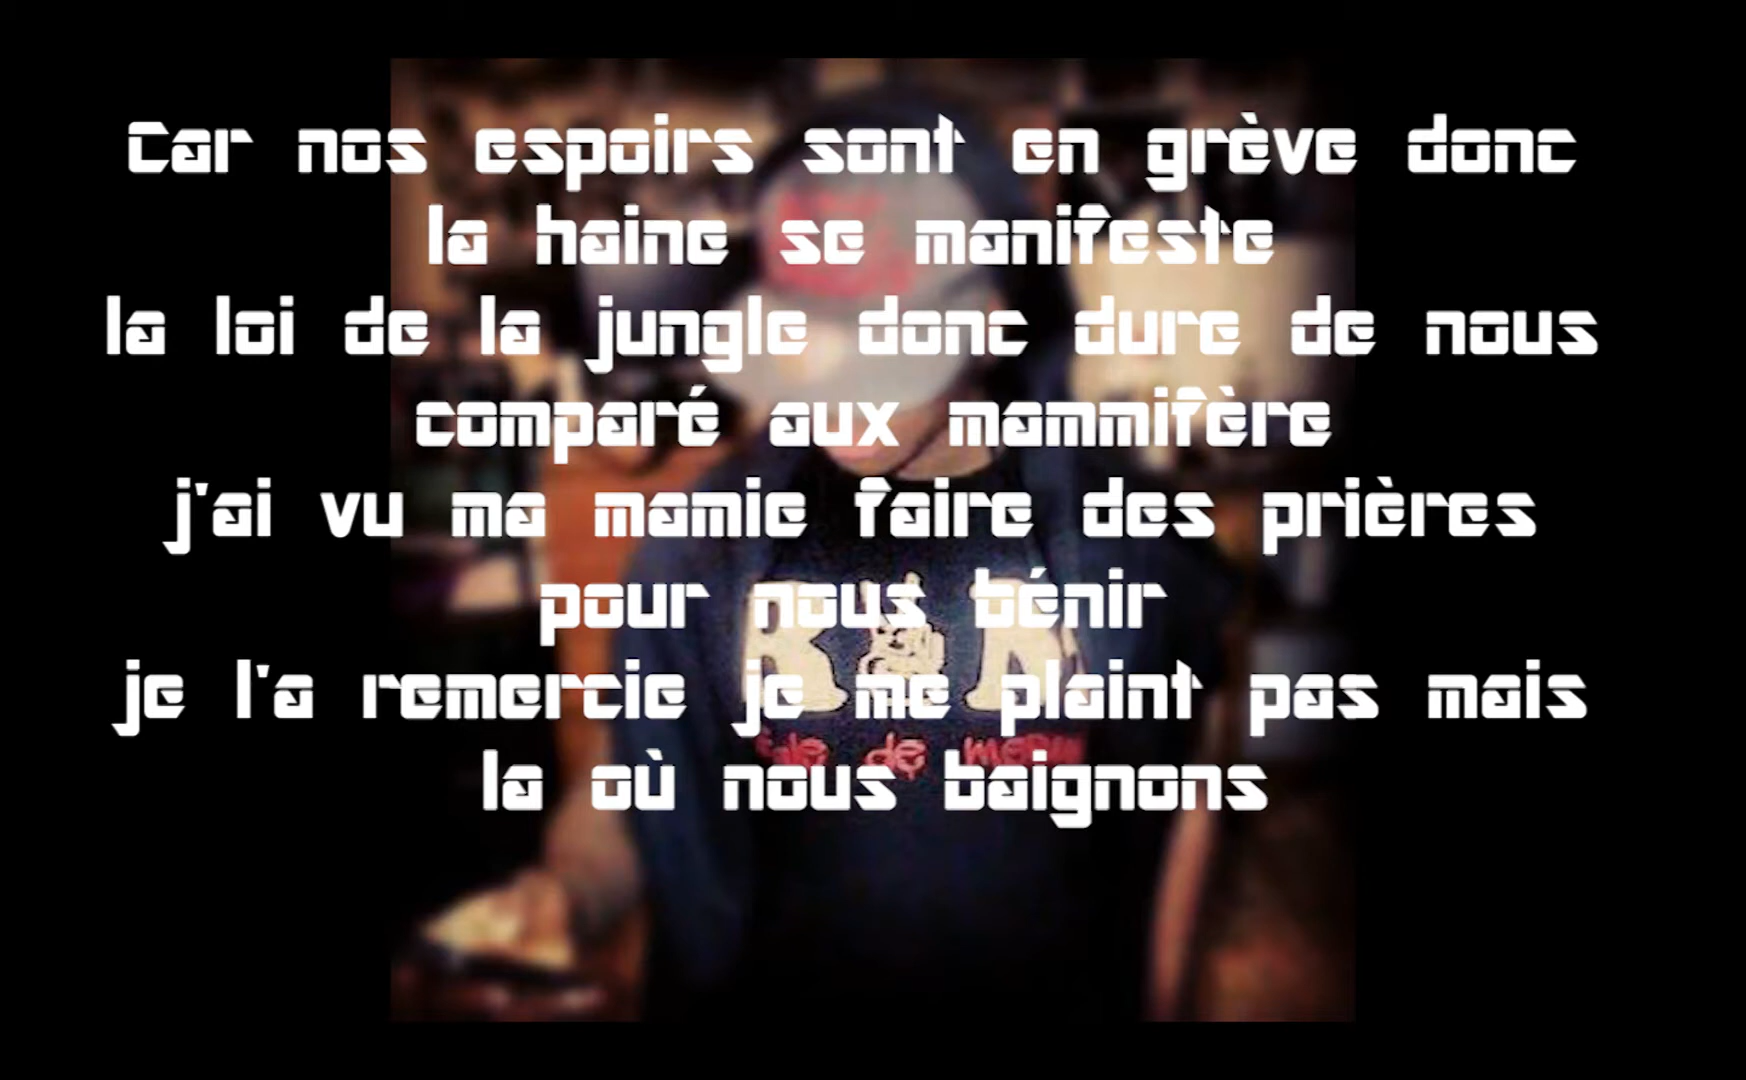 Car nos espoirs sont en grève donc
la haine se manifeste
la loi de la jungle donc dure de nous
comparé aux mammifère
j'ai vu ma mamie faire des prières
pour nous bénir
je l'a remercie je me plaint pas mais
la où nous baignons